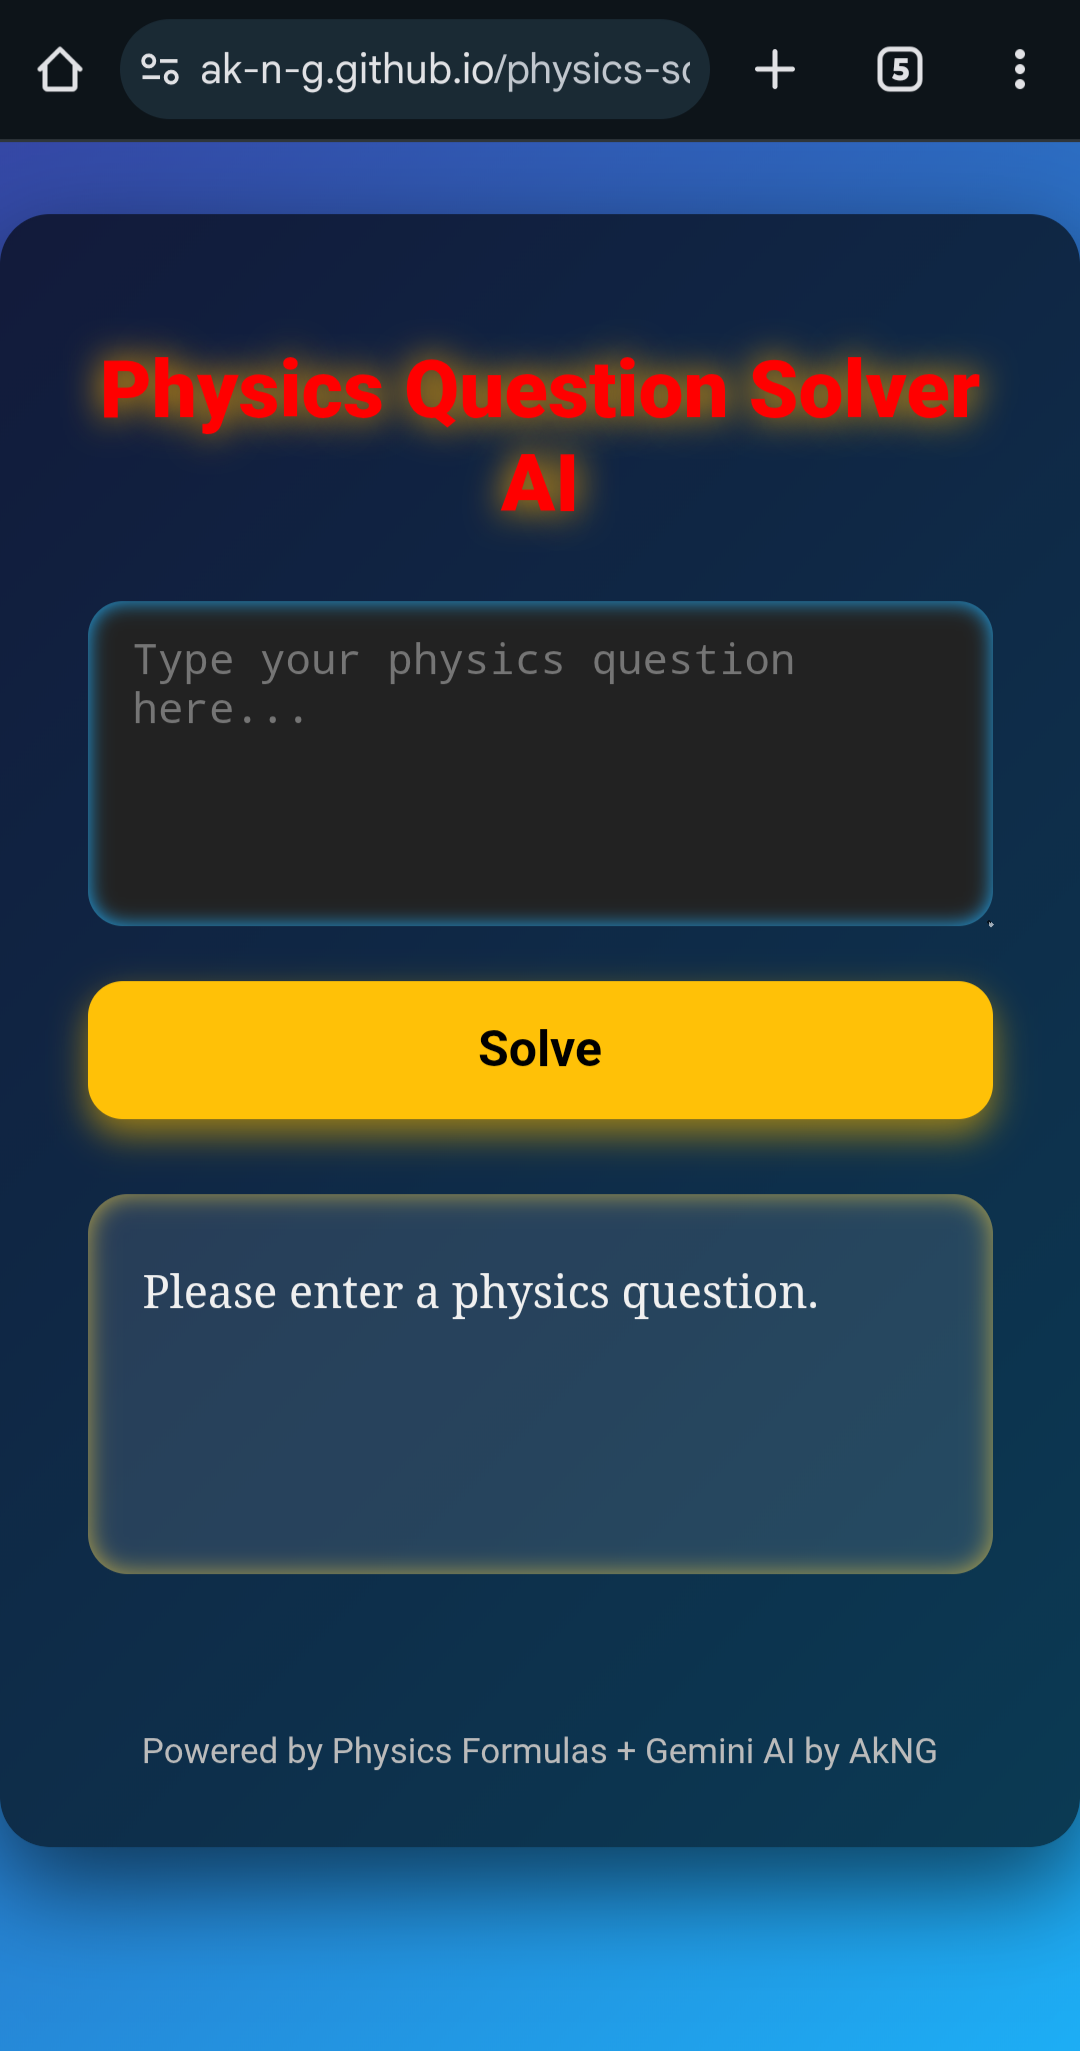 ak-n-g.github.io/physics-so
5
Physics Question Solver
AI
Type your physics question
here...
Solve
Please enter a physics question.
Powered by Physics Formulas + Gemini AI by AkNG